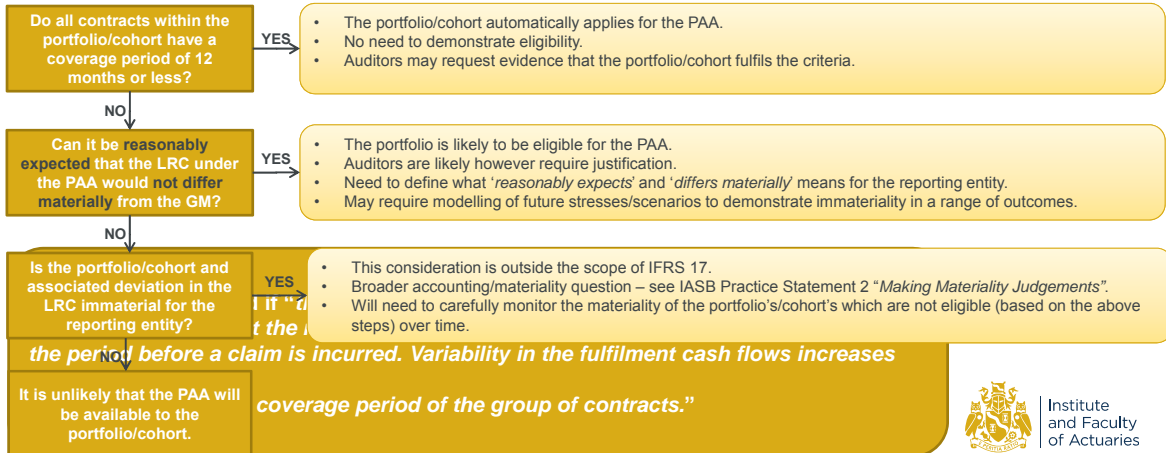 Do all contracts within the
portfolio/cohort have a
coverage period of 12
months or less?
YES
• The portfolio/cohort automatically applies for the PAA.
• No need to demonstrate eligibility.
• Auditors may request evidence that the portfolio/cohort fulfils the criteria.
NO
Can it be reasonably
expected that the LRC under
the PAA would not differ
materially from the GM?
YES
• The portfolio is likely to be eligible for the PAA.
• Auditors are likely however require justification.
• Need to define what 'reasonably expects' and 'differs materially' means for the reporting entity.
• May require modelling of future stresses/scenarios to demonstrate immateriality in a range of outcomes.
NO
Is the portfolio/cohort and
associated deviation in the
LRC immaterial for the
reporting entity?
YES
• This consideration is outside the scope of IFRS 17.
• Broader accounting/materiality question – see IASB Practice Statement 2 "Making Materiality Judgements".
• Will need to carefully monitor the materiality of the portfolio's/cohort's which are not eligible (based on the above
steps) over time.
if "
the
the period before a claim is incurred. Variability in the fulfilment cash flows increases
NO
It is unlikely that the PAA will
be available to the
portfolio/cohort.
coverage period of the group of contracts."
Institute
and Faculty
of Actuaries